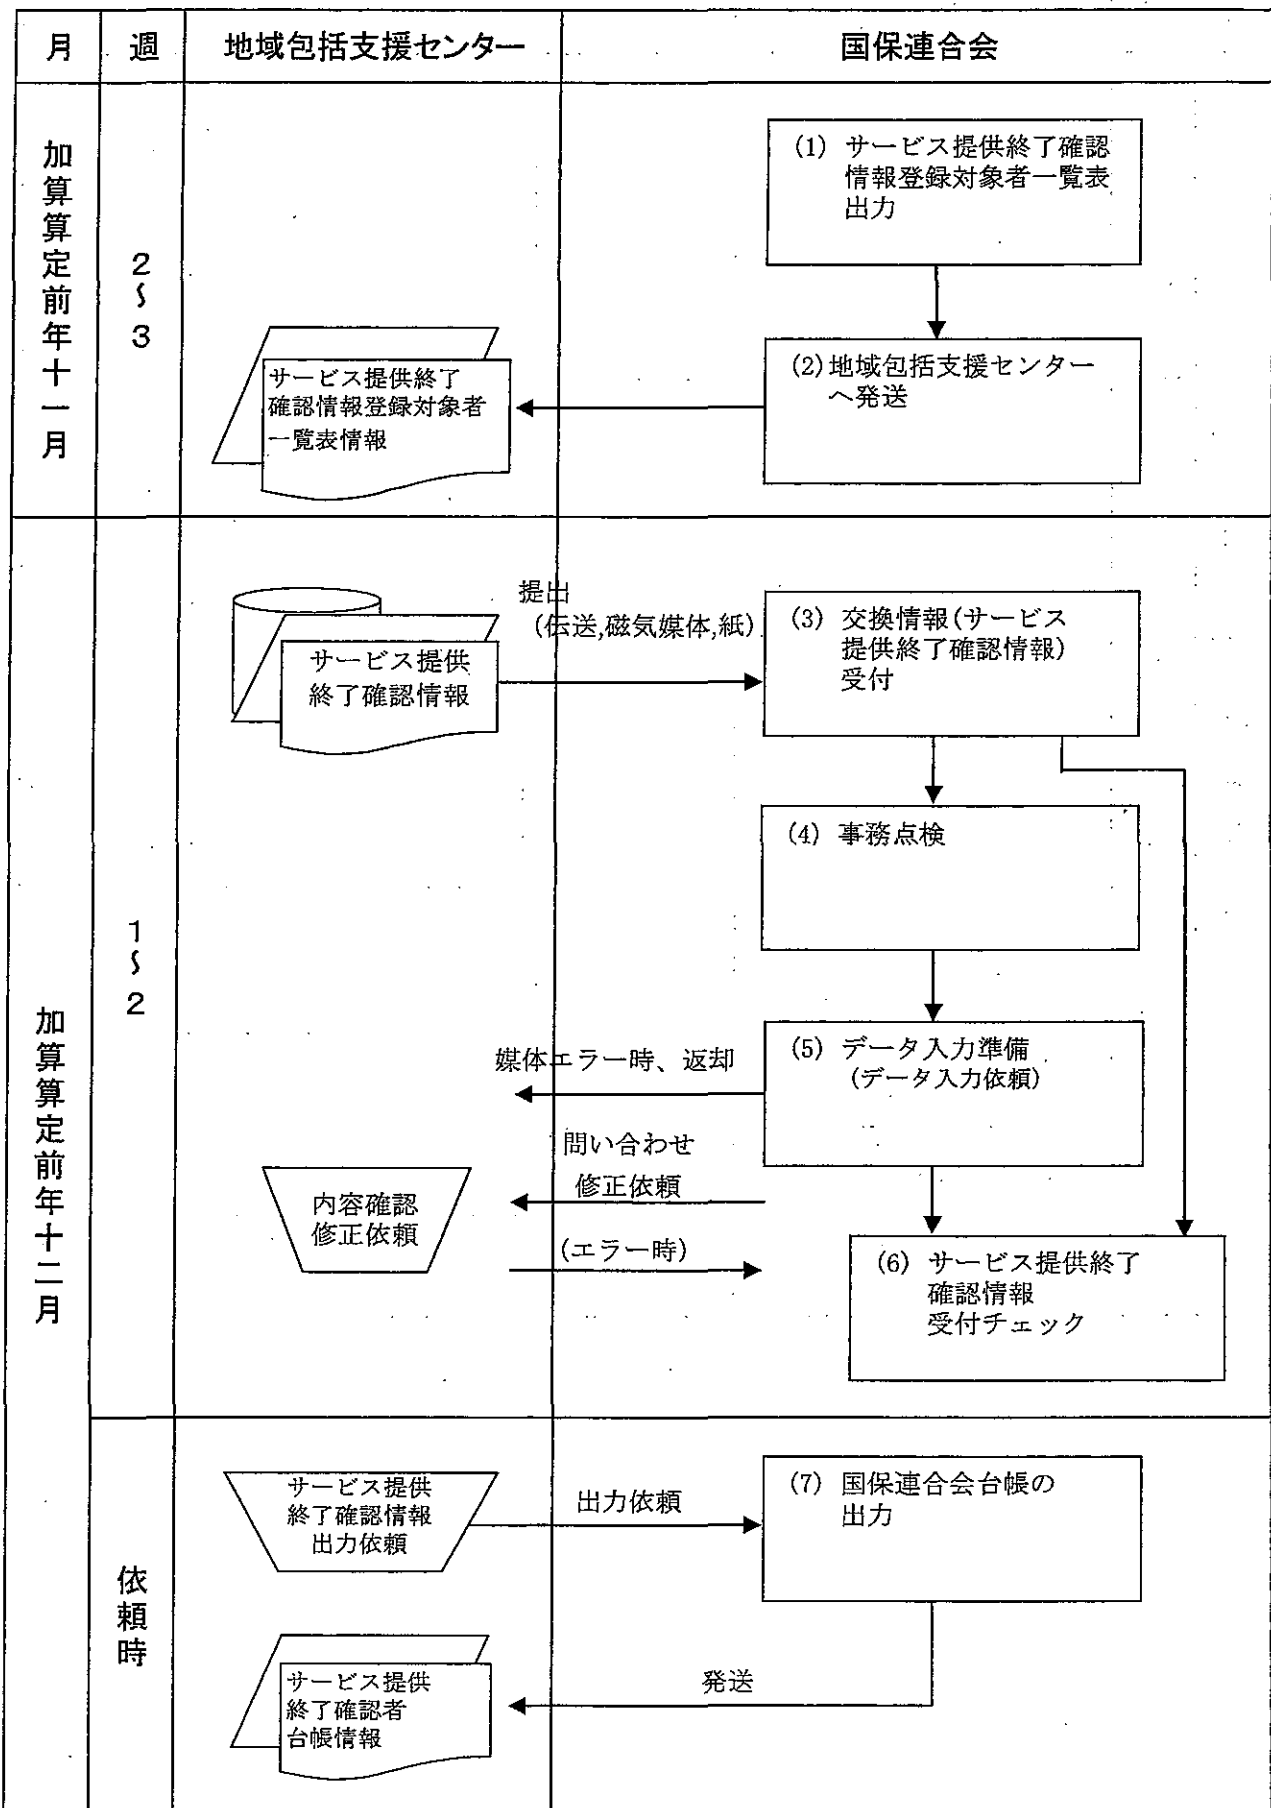 月
週
地域包括支援センター
国保連合会
加算算定前年十一月
2〜3
(1) サービス提供終了確認
情報登録対象者一覧表
出力
(2)地域包括支援センター
へ発送
サービス提供終了
確認情報登録対象者
一覧表情報
加算算定前年十二月
1〜2
サービス提供
終了確認情報
提出
(伝送,磁気媒体,紙)
(3) 交換情報(サービス
提供終了確認情報)
受付
(4) 事務点検
(5) データ入力準備
(データ入力依頼)
媒体エラー時、返却
問い合わせ
修正依頼
(エラー時)
内容確認
修正依頼
(6) サービス提供終了
確認情報
受付チェック
依頼時
サービス提供
終了確認情報
出力依頼
出力依頼
(7) 国保連合会台帳の
出力
発送
サービス提供
終了確認者
台帳情報